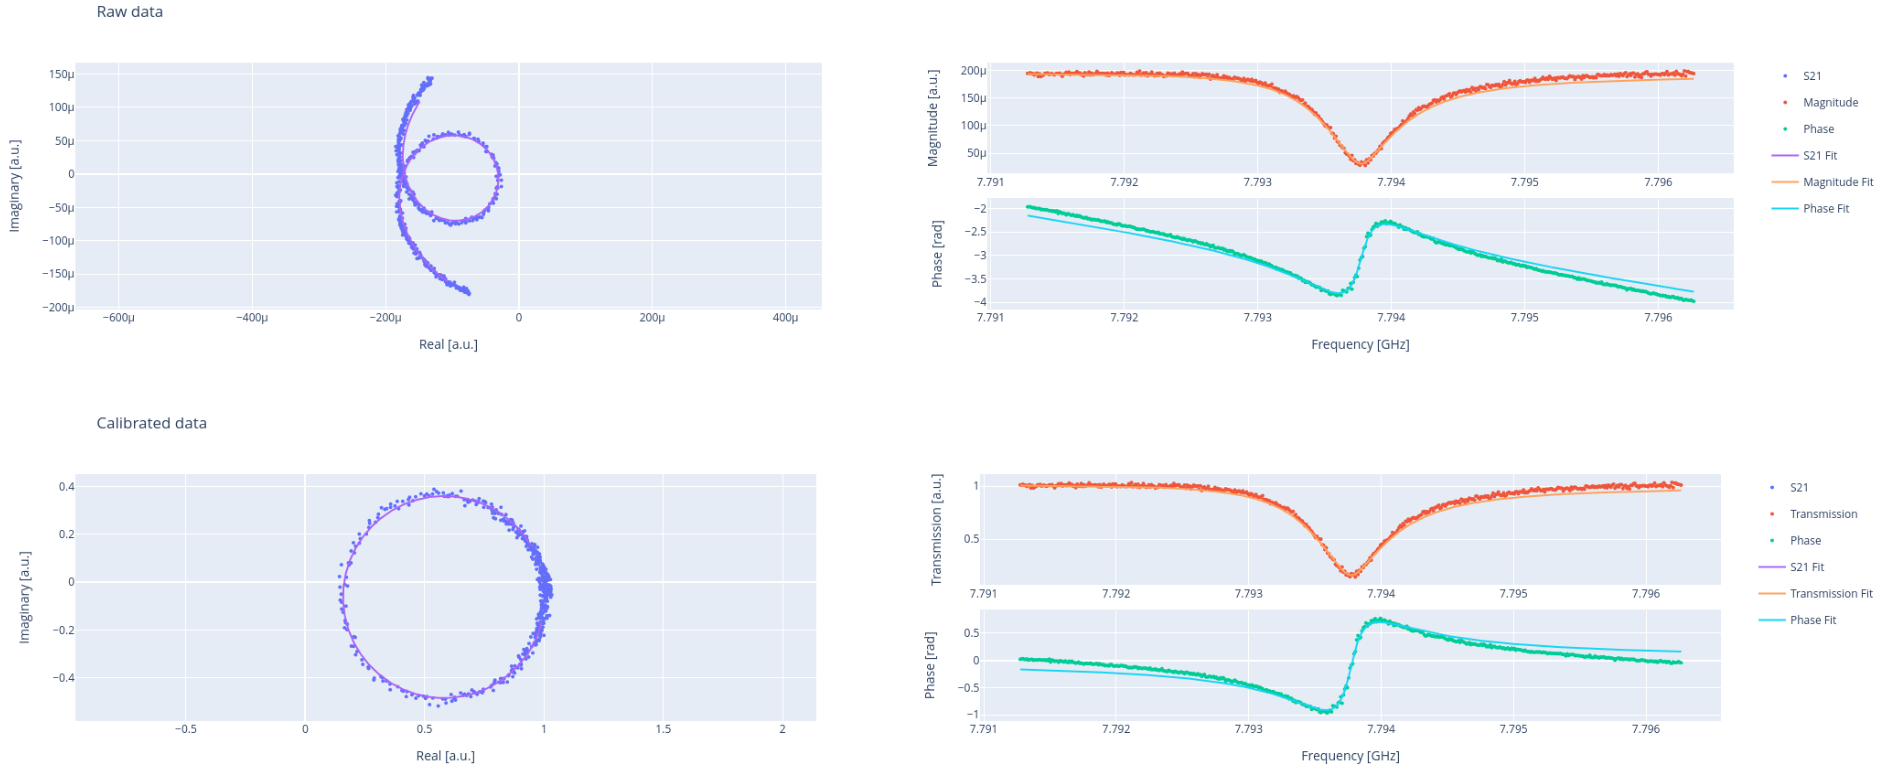 Raw data
150μ
100μ
50μ
0
−50μ
−100μ
−150μ
−200μ
Imaginary [a.u.]
−600μ
−400μ
−200μ
0
200μ
400μ
Real [a.u.]
200μ
150μ
100μ
50μ
Magnitude [a.u.]
7.791
7.792
7.793
7.794
7.795
7.796
−2
−2.5
−3
−3.5
−4
Phase [rad]
7.791
7.792
7.793
7.794
7.795
7.796
Frequency [GHz]
S21
Magnitude
Phase
S21 Fit
Magnitude Fit
Phase Fit
Calibrated data
0.4
0.2
0
−0.2
−0.4
Imaginary [a.u.]
−0.5
0
0.5
1
1.5
2
Real [a.u.]
1
0.5
Transmission [a.u.]
7.791
7.792
7.793
7.794
7.795
7.796
0.5
0
−0.5
−1
Phase [rad]
7.791
7.792
7.793
7.794
7.795
7.796
Frequency [GHz]
S21
Transmission
Phase
S21 Fit
Transmission Fit
Phase Fit